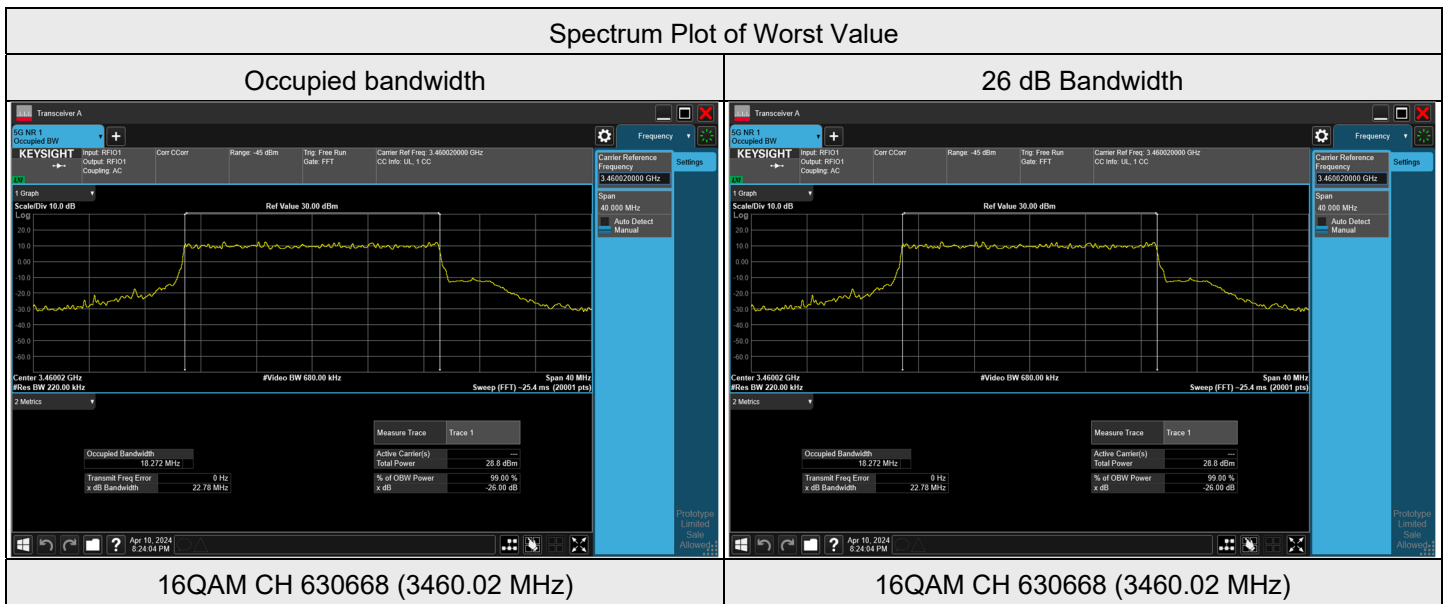 Spectrum Plot of Worst Value
Occupied bandwidth
26 dB Bandwidth
Transceiver A
5G NR 1
Occupied BW
+
Frequency
KEYSIGHT
Input: RFIO1
Output: RFIO1
Coupling: AC
Corr CCorr
Range: -45 dBm
Trig: Free Run
Gate: FFT
Carrier Ref Freq: 3.460020000 GHz
CC Info: UL, 1 CC
LXI
Carrier Reference
Frequency
3.460020000 GHz
Settings
Span
40.000 MHz
Auto Detect
Manual
1 Graph
Scale/Div 10.0 dB
Ref Value 30.00 dBm
Log
20.0
10.0
0.00
-10.0
-20.0
-30.0
-40.0
-50.0
-60.0
Center 3.46002 GHz
#Video BW 680.00 kHz
Span 40 MHz
#Res BW 220.00 kHz
Sweep (FFT) ~25.4 ms (20001 pts)
2 Metrics
Measure Trace
Trace 1
Occupied Bandwidth
18.272 MHz
Active Carrier(s)
---
Total Power
28.8 dBm
Transmit Freq Error
0 Hz
% of OBW Power
99.00 %
x dB Bandwidth
22.78 MHz
x dB
-26.00 dB
Prototype
Limited
Sale
Allowed
?
Apr 10, 2024
8:24:04 PM
Transceiver A
5G NR 1
Occupied BW
+
Frequency
KEYSIGHT
Input: RFIO1
Output: RFIO1
Coupling: AC
Corr CCorr
Range: -45 dBm
Trig: Free Run
Gate: FFT
Carrier Ref Freq: 3.460020000 GHz
CC Info: UL, 1 CC
LXI
Carrier Reference
Frequency
3.460020000 GHz
Settings
Span
40.000 MHz
Auto Detect
Manual
1 Graph
Scale/Div 10.0 dB
Ref Value 30.00 dBm
Log
20.0
10.0
0.00
-10.0
-20.0
-30.0
-40.0
-50.0
-60.0
Center 3.46002 GHz
#Video BW 680.00 kHz
Span 40 MHz
#Res BW 220.00 kHz
Sweep (FFT) ~25.4 ms (20001 pts)
2 Metrics
Measure Trace
Trace 1
Occupied Bandwidth
18.272 MHz
Active Carrier(s)
---
Total Power
28.8 dBm
Transmit Freq Error
0 Hz
% of OBW Power
99.00 %
x dB Bandwidth
22.78 MHz
x dB
-26.00 dB
Prototype
Limited
Sale
Allowed
?
Apr 10, 2024
8:24:04 PM
16QAM CH 630668 (3460.02 MHz)
16QAM CH 630668 (3460.02 MHz)